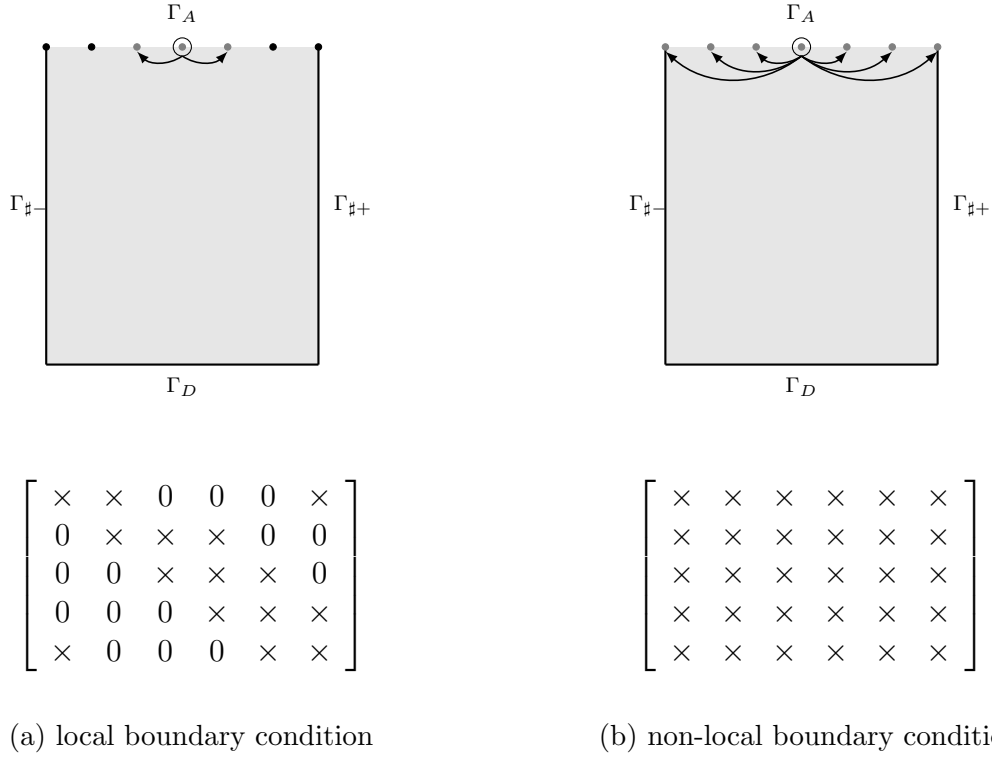 Γ_A Γ_A
Γ_♯− Γ_♯+ Γ_♯− Γ_♯+
Γ_D Γ_D
× × 0 0 0 × × × × × × ×
0 × × × 0 0 × × × × × ×
0 0 × × × 0 × × × × × ×
0 0 0 × × × × × × × × ×
× 0 0 0 × × × × × × × ×
(a) local boundary condition (b) non-local boundary conditi